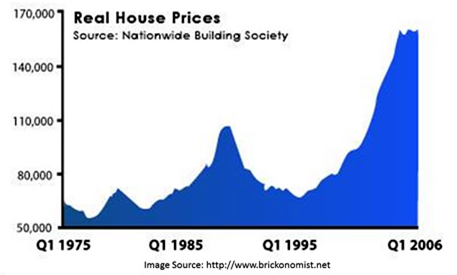 170,000
Real House Prices
Source: Nationwide Building Society
140,000
110,000
80,000
50,000
Q1 1975 Q1 1985 Q1 1995 Q1 2006
Image Source: http://www.brickonomist.net